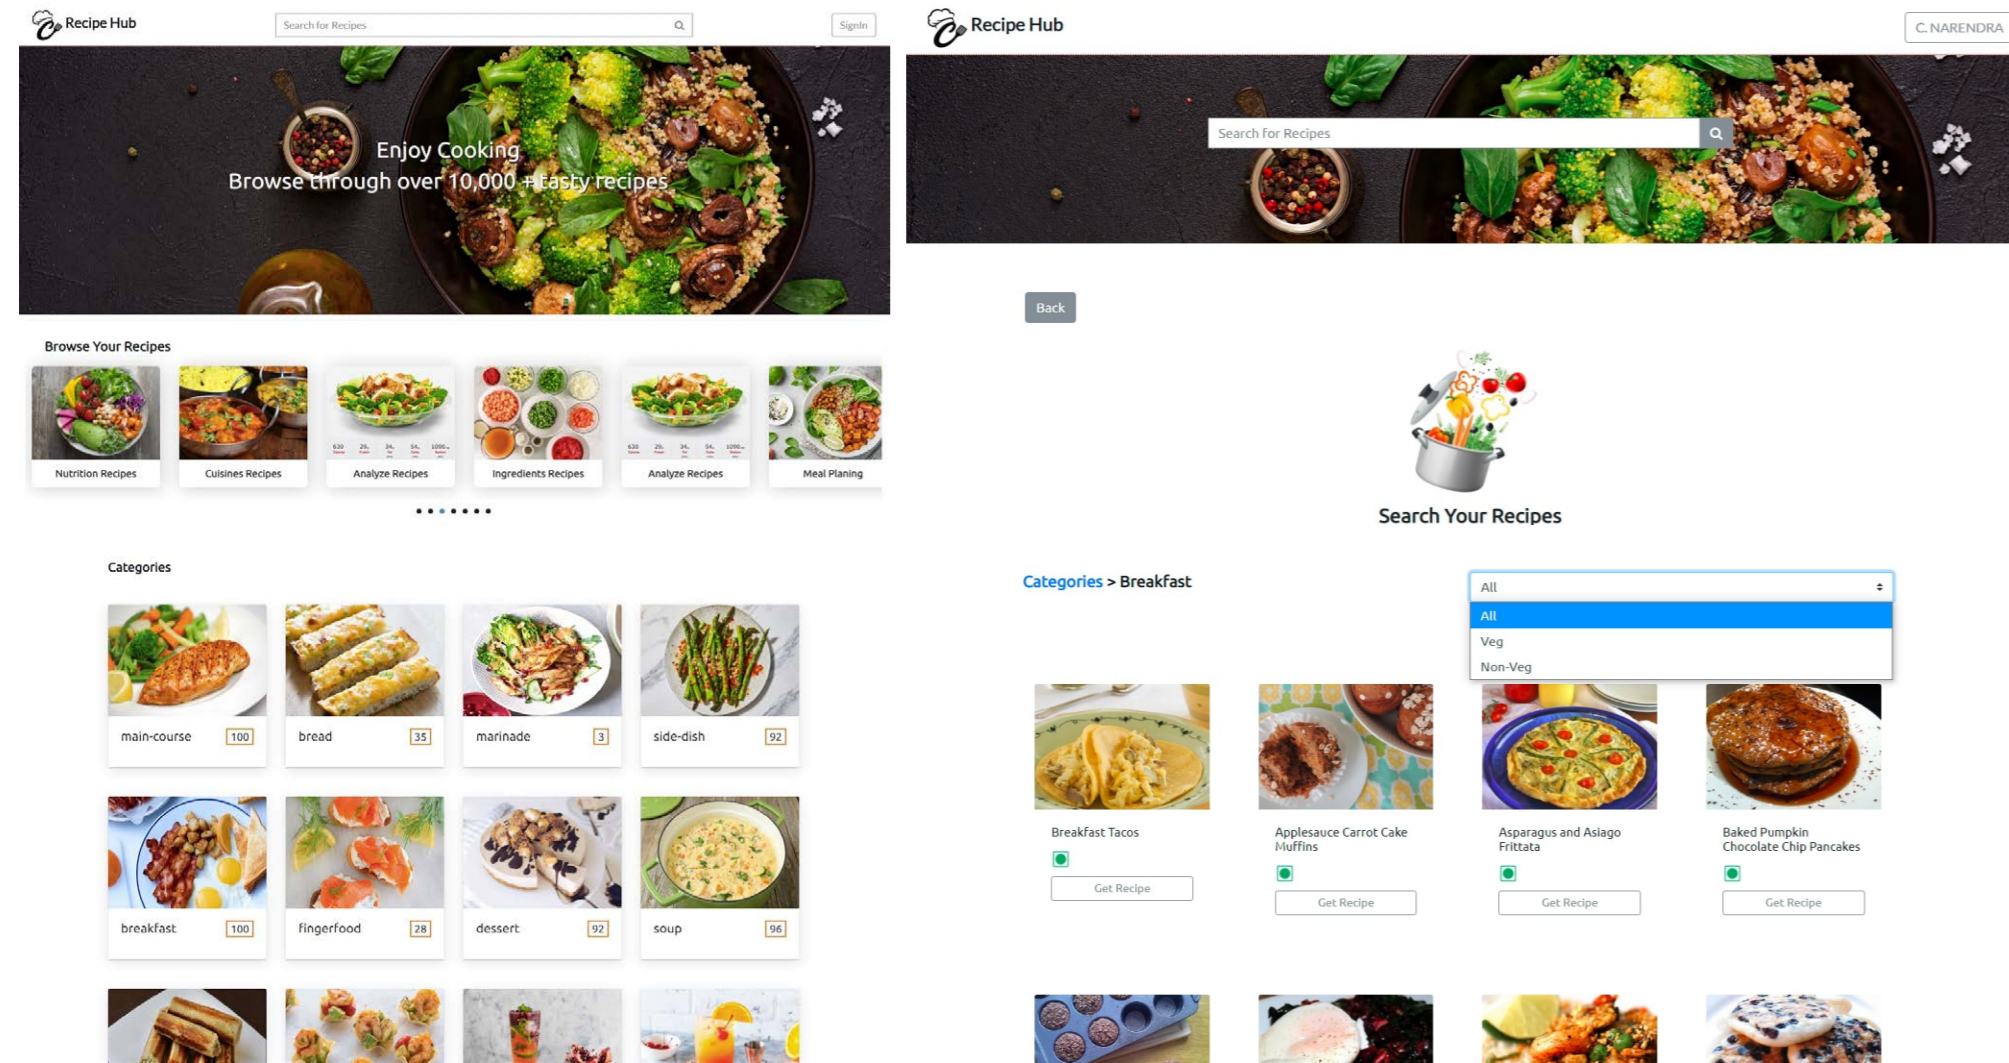 Recipe Hub
Search for Recipes
SignIn
Enjoy Cooking
Browse through over 10,000 + tasty recipes
Browse Your Recipes
Nutrition Recipes
Cuisines Recipes
Analyze Recipes
Ingredients Recipes
Analyze Recipes
Meal Planing
Categories
main-course 100
bread 35
marinade 3
side-dish 92
breakfast 100
fingerfood 28
dessert 92
soup 96
Recipe Hub
C. NARENDRA
Search for Recipes
Back
Search Your Recipes
Categories > Breakfast
All
All
Veg
Non-Veg
Breakfast Tacos
Get Recipe
Applesauce Carrot Cake
Muffins
Get Recipe
Asparagus and Asiago
Frittata
Get Recipe
Baked Pumpkin
Chocolate Chip Pancakes
Get Recipe